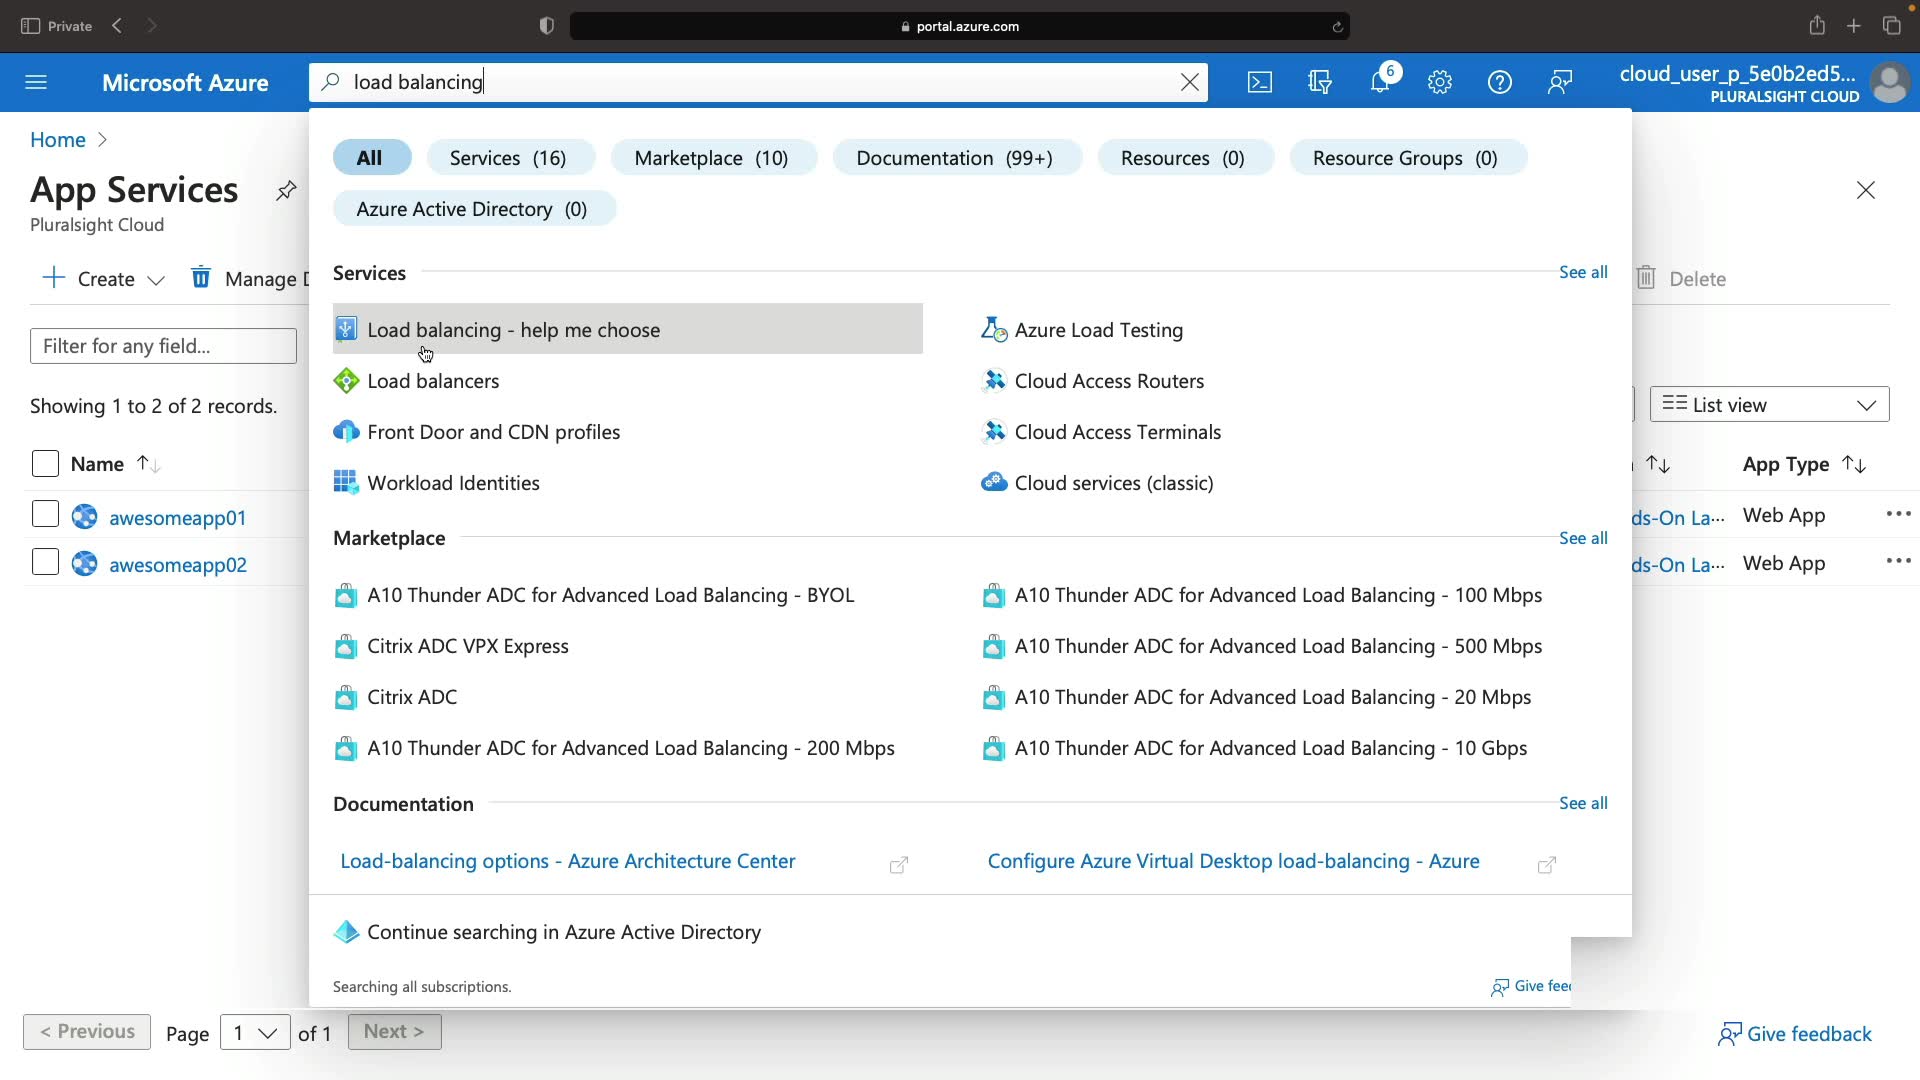 Private
portal.azure.com
Microsoft Azure
load balancing
6
cloud_user_p_5e0b2ed5...
PLURALSIGHT CLOUD
Home >
App Services
Pluralsight Cloud
All
Services (16)
Marketplace (10)
Documentation (99+)
Resources (0)
Resource Groups (0)
Azure Active Directory (0)
Create
Manage D
Delete
Services
See all
Load balancing - help me choose
Azure Load Testing
Load balancers
Cloud Access Routers
Front Door and CDN profiles
Cloud Access Terminals
Workload Identities
Cloud services (classic)
Filter for any field...
Showing 1 to 2 of 2 records.
List view
Name
App Type
awesomeapp01
ds-On La...
Web App
awesomeapp02
ds-On La...
Web App
Marketplace
See all
A10 Thunder ADC for Advanced Load Balancing - BYOL
A10 Thunder ADC for Advanced Load Balancing - 100 Mbps
Citrix ADC VPX Express
A10 Thunder ADC for Advanced Load Balancing - 500 Mbps
Citrix ADC
A10 Thunder ADC for Advanced Load Balancing - 20 Mbps
A10 Thunder ADC for Advanced Load Balancing - 200 Mbps
A10 Thunder ADC for Advanced Load Balancing - 10 Gbps
Documentation
See all
Load-balancing options - Azure Architecture Center
Configure Azure Virtual Desktop load-balancing - Azure
Continue searching in Azure Active Directory
Searching all subscriptions.
Give fee
< Previous
Page 1 of 1
Next >
Give feedback